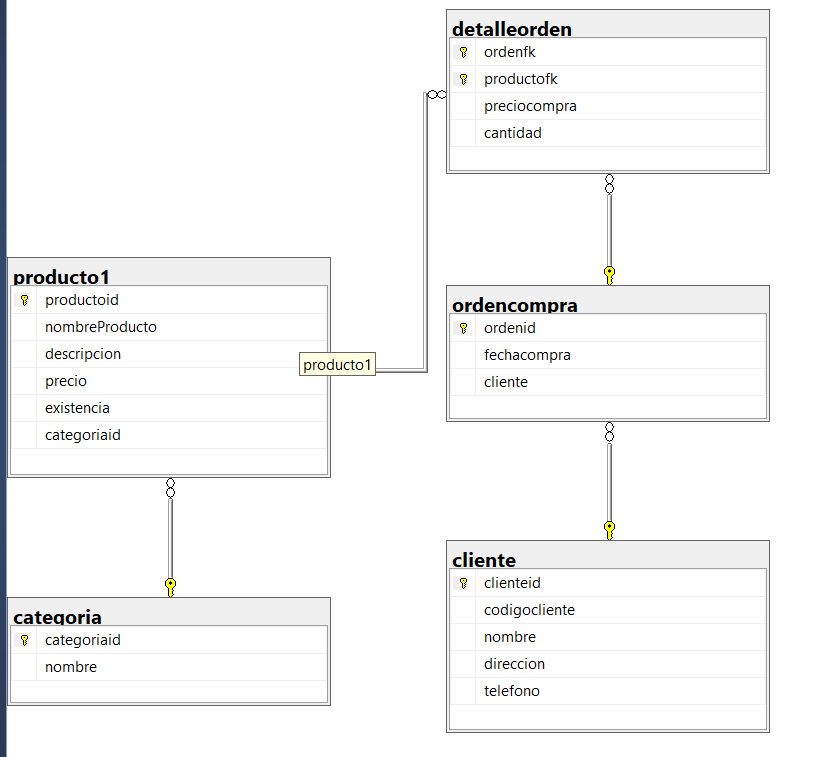 detalleorden
ordenfk
productofk
preciocompra
cantidad
producto1
productoid
nombreProducto
descripcion
precio
existencia
categoriaid
producto1
ordencompra
ordenid
fechacompra
cliente
categoria
categoriaid
nombre
cliente
clienteid
codigocliente
nombre
direccion
telefono